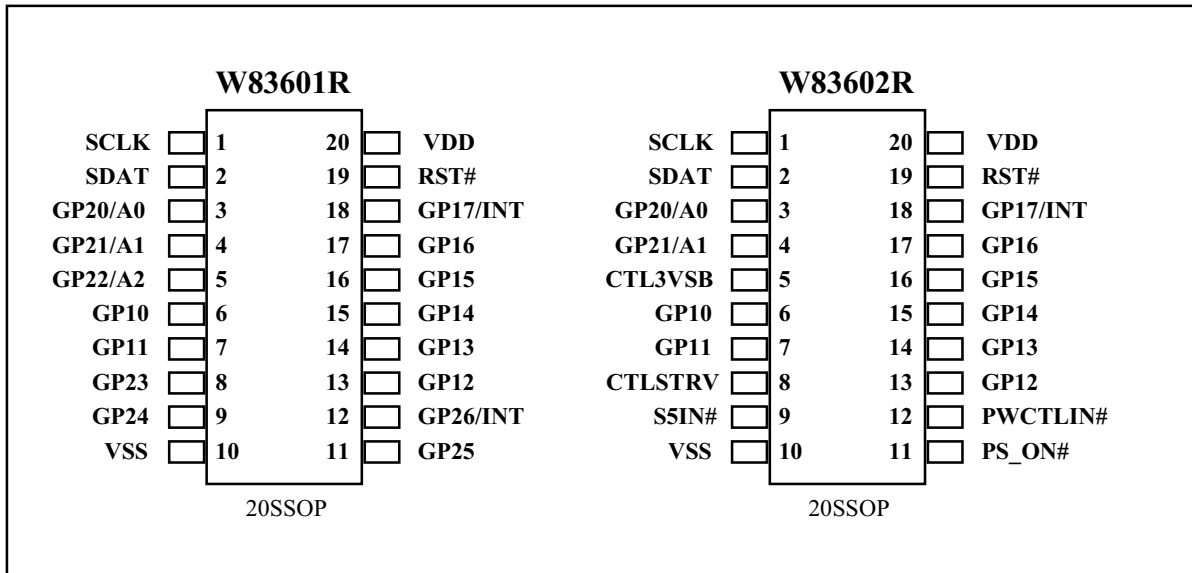 W83601R W83602R
SCLK 1 20 VDD SCLK 1 20 VDD
SDAT 2 19 RST# SDAT 2 19 RST#
GP20/A0 3 18 GP17/INT GP20/A0 3 18 GP17/INT
GP21/A1 4 17 GP16 GP21/A1 4 17 GP16
GP22/A2 5 16 GP15 CTL3VSB 5 16 GP15
GP10 6 15 GP14 GP10 6 15 GP14
GP11 7 14 GP13 GP11 7 14 GP13
GP23 8 13 GP12 CTLSTRV 8 13 GP12
GP24 9 12 GP26/INT S5IN# 9 12 PWCTLIN#
VSS 10 11 GP25 VSS 10 11 PS_ON#
20SSOP 20SSOP